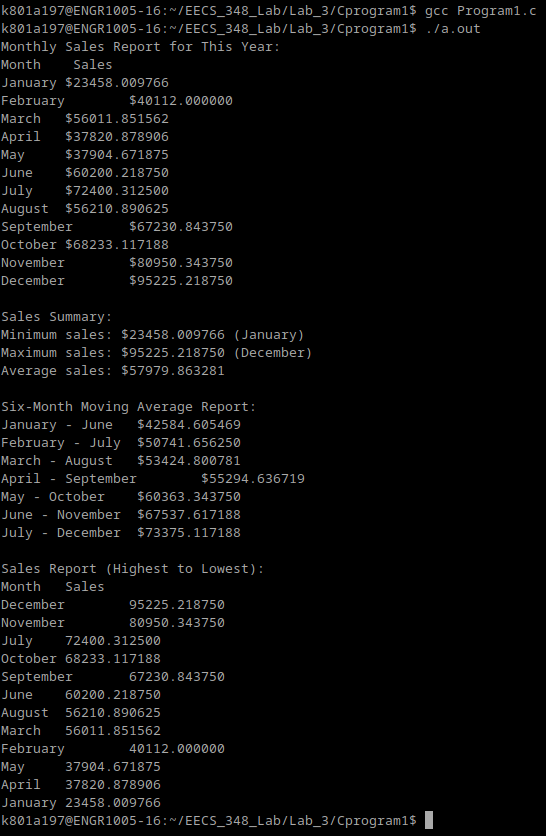 k801a197@ENGR1005-16:~/EECS_348_Lab/Lab_3/Cprogram1$ gcc Program1.c
k801a197@ENGR1005-16:~/EECS_348_Lab/Lab_3/Cprogram1$ ./a.out
Monthly Sales Report for This Year:
Month    Sales
January $23458.009766
February        $40112.000000
March   $56011.851562
April   $37820.878906
May     $37904.671875
June    $60200.218750
July    $72400.312500
August  $56210.890625
September       $67230.843750
October $68233.117188
November        $80950.343750
December        $95225.218750

Sales Summary:
Minimum sales: $23458.009766 (January)
Maximum sales: $95225.218750 (December)
Average sales: $57979.863281

Six-Month Moving Average Report:
January - June   $42584.605469
February - July  $50741.656250
March - August   $53424.800781
April - September        $55294.636719
May - October    $60363.343750
June - November  $67537.617188
July - December  $73375.117188

Sales Report (Highest to Lowest):
Month   Sales
December        95225.218750
November        80950.343750
July    72400.312500
October 68233.117188
September       67230.843750
June    60200.218750
August  56210.890625
March   56011.851562
February        40112.000000
May     37904.671875
April   37820.878906
January 23458.009766
k801a197@ENGR1005-16:~/EECS_348_Lab/Lab_3/Cprogram1$